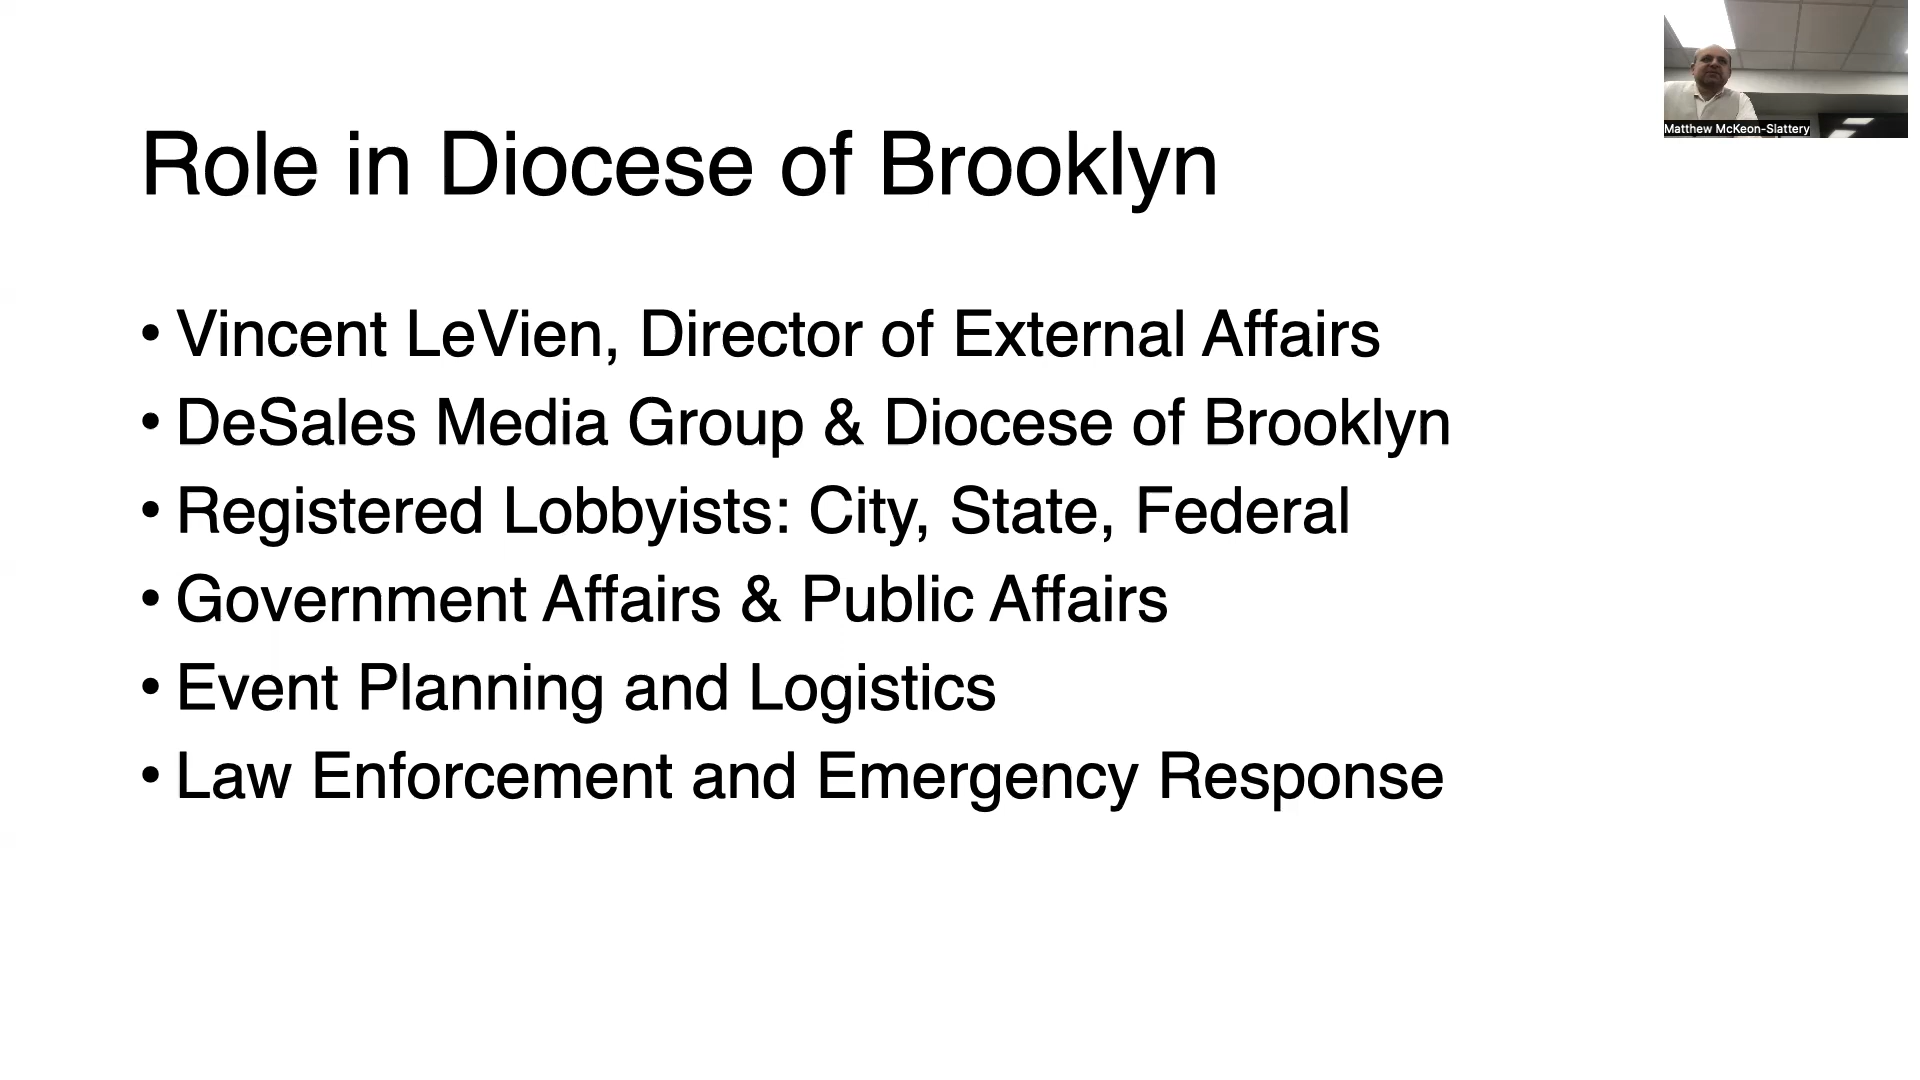 Matthew McKeon-Slattery
Role in Diocese of Brooklyn
• Vincent LeVien, Director of External Affairs
• DeSales Media Group & Diocese of Brooklyn
• Registered Lobbyists: City, State, Federal
• Government Affairs & Public Affairs
• Event Planning and Logistics
• Law Enforcement and Emergency Response